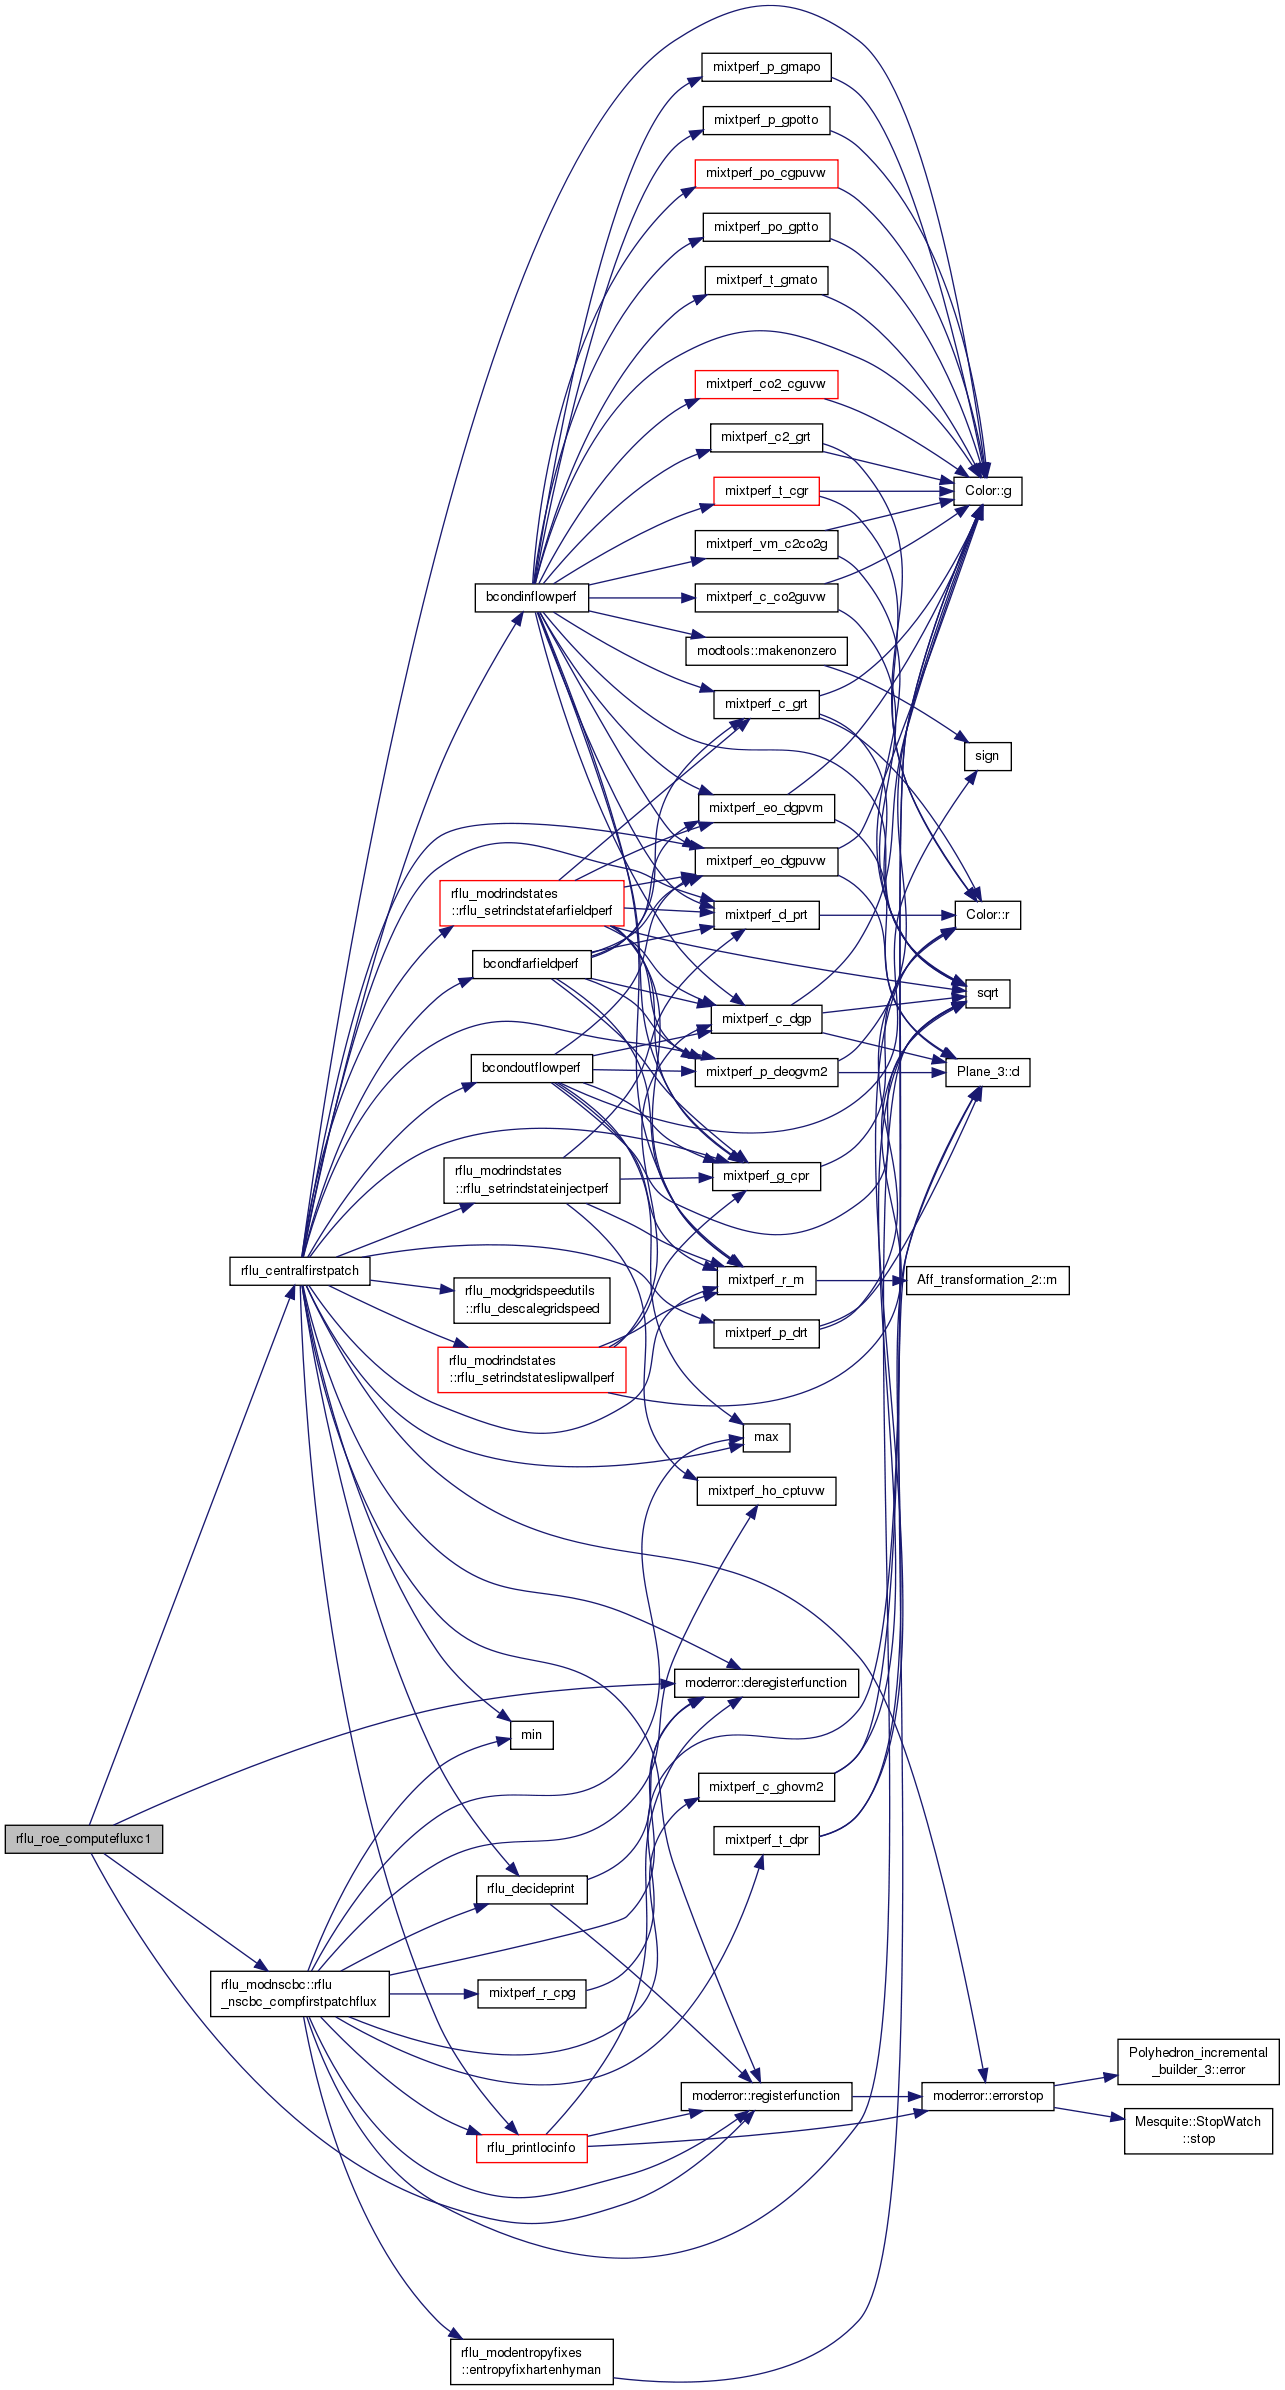 mixtperf_p_gmapo
mixtperf_p_gpotto
mixtperf_po_cgpuvw
mixtperf_po_gptto
mixtperf_t_gmato
mixtperf_co2_cguvw
mixtperf_c2_grt
mixtperf_t_cgr
Color::g
mixtperf_vm_c2co2g
bcondinflowperf
mixtperf_c_co2guvw
modtools::makenonzero
mixtperf_c_grt
sign
mixtperf_eo_dgpvm
mixtperf_eo_dgpuvw
rflu_modrindstates
::rflu_setrindstatefarfieldperf
mixtperf_d_prt
Color::r
bcondfarfieldperf
sqrt
mixtperf_c_dgp
bcondoutflowperf
mixtperf_p_deogvm2
Plane_3::d
rflu_modrindstates
::rflu_setrindstateinjectperf
mixtperf_g_cpr
rflu_centralfirstpatch
mixtperf_r_m
Aff_transformation_2::m
rflu_modgridspeedutils
::rflu_descalegridspeed
mixtperf_p_drt
rflu_modrindstates
::rflu_setrindstateslipwallperf
max
mixtperf_ho_cptuvw
moderror::deregisterfunction
min
mixtperf_c_ghovm2
rflu_roe_computefluxc1
mixtperf_t_dpr
rflu_decideprint
rflu_modnscbc::rflu
_nscbc_compfirstpatchflux
mixtperf_r_cpg
Polyhedron_incremental
_builder_3::error
moderror::registerfunction
moderror::errorstop
Mesquite::StopWatch
::stop
rflu_printlocinfo
rflu_modentropyfixes
::entropyfixhartenhyman